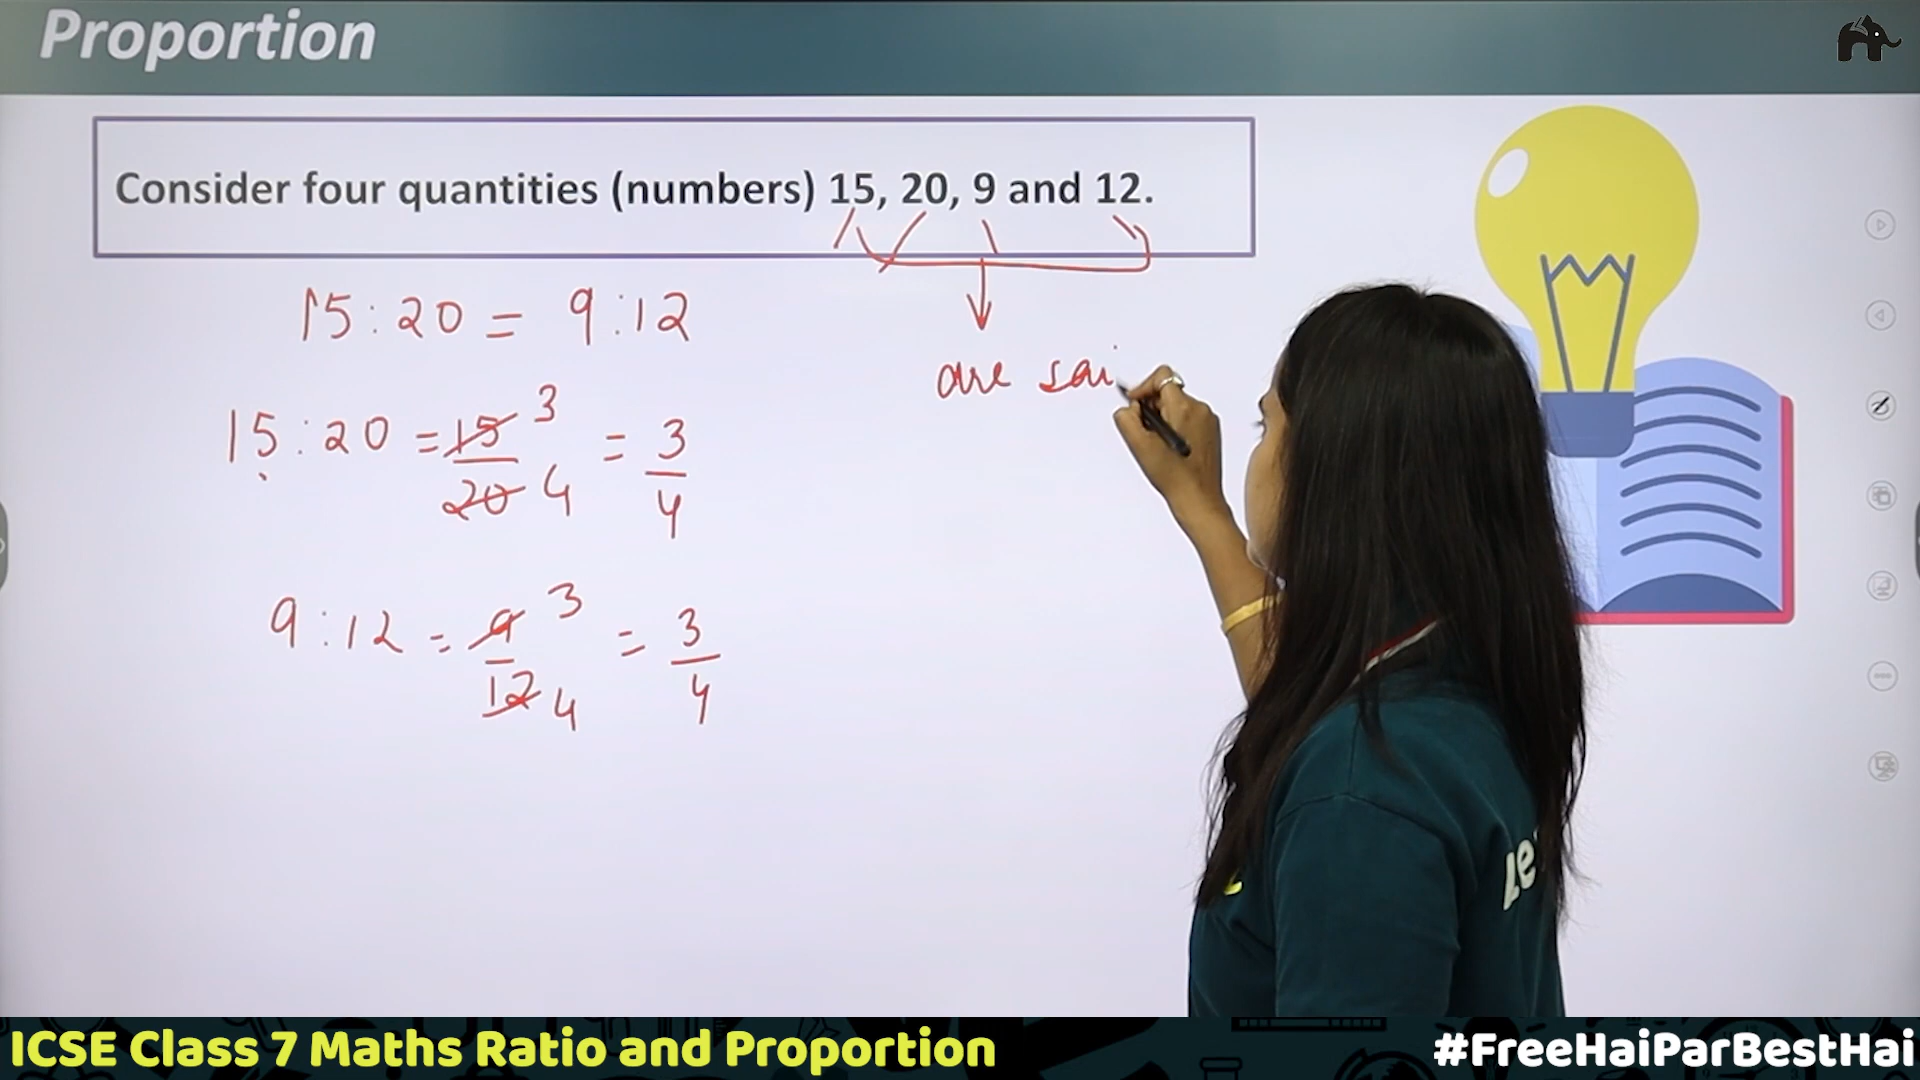 Proportion
Consider four quantities (numbers) 15, 20, 9 and 12.
15 : 20 = 9 : 12
are sai
15 : 20 = 15/20 3/4 = 3/4
9 : 12 = 9/12 3/4 = 3/4
ICSE Class 7 Maths Ratio and Proportion
#FreeHaiParBestHai